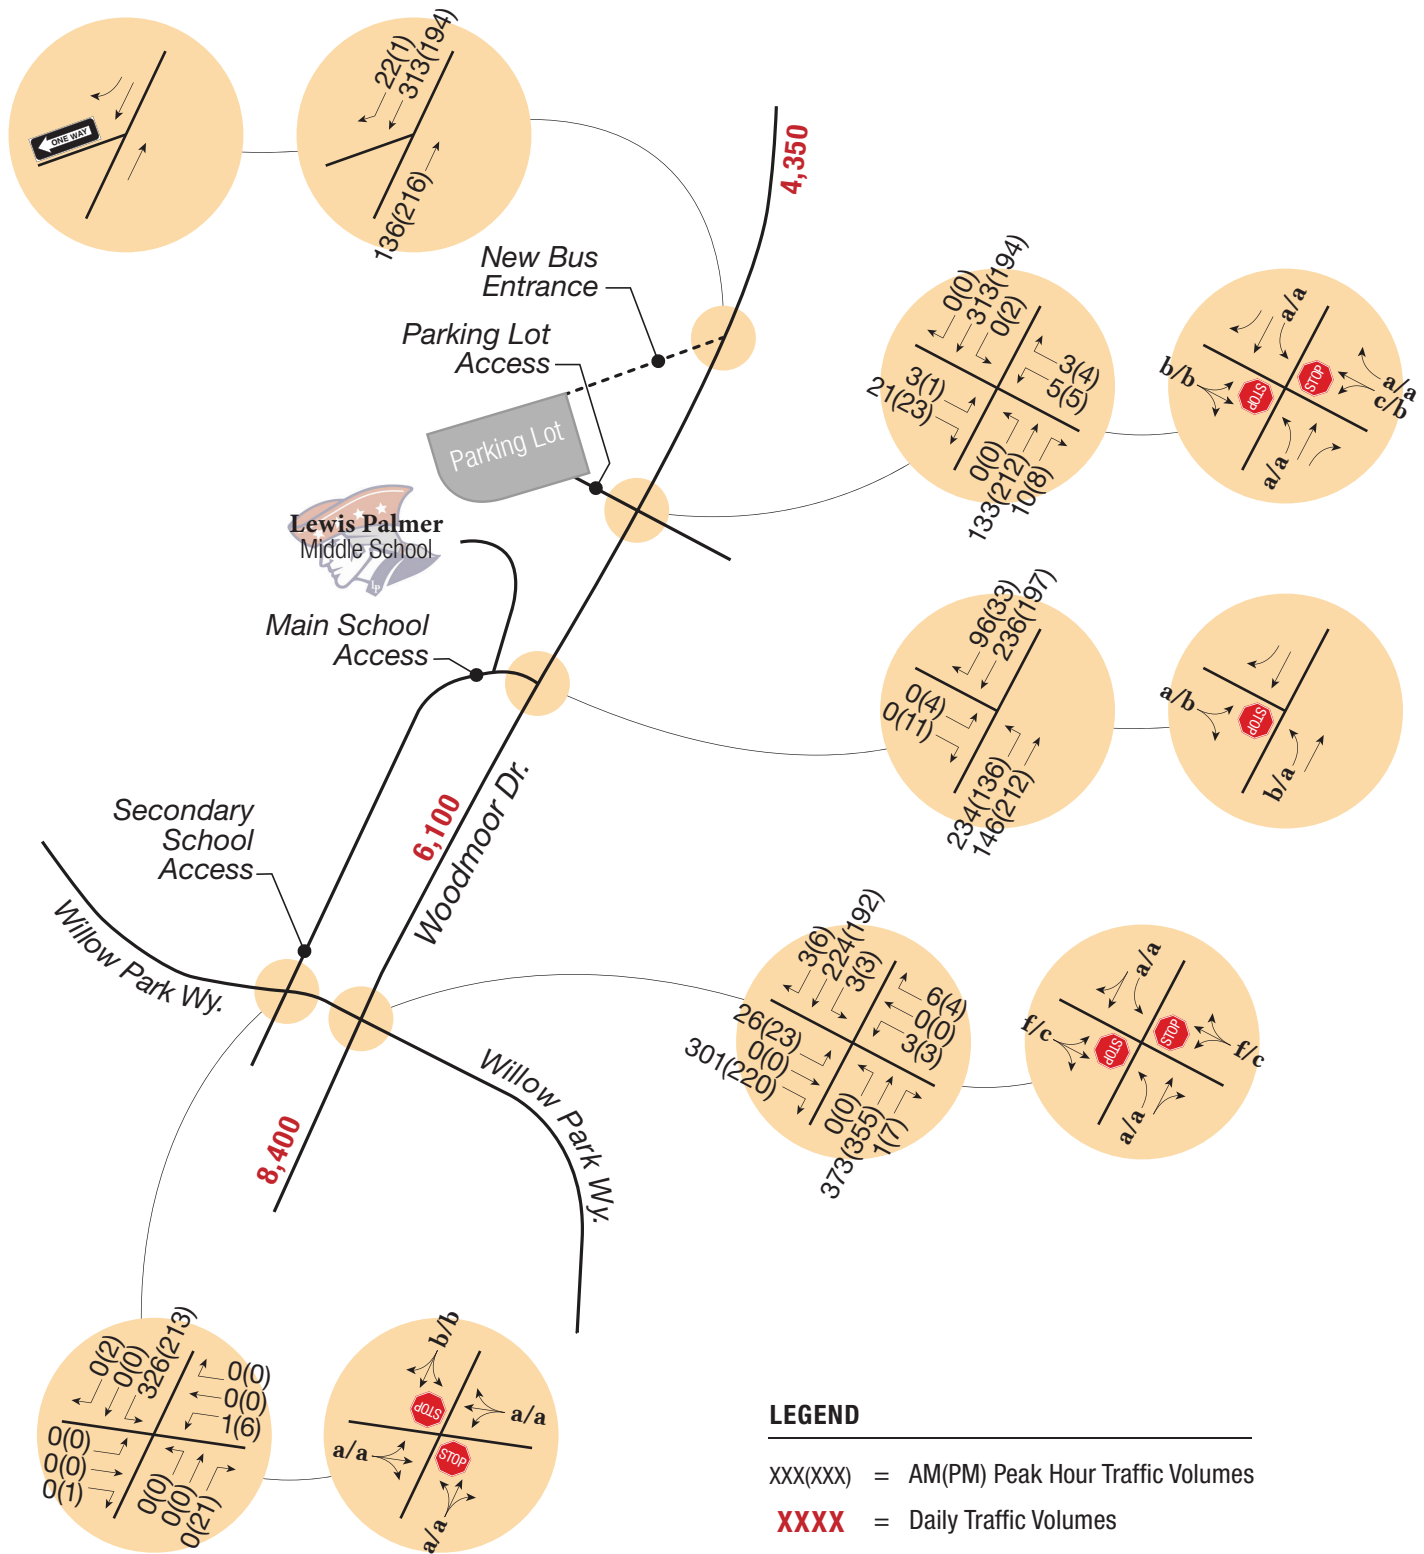 ONE WAY
22(1)
313(194)
136(216)
4,350
New Bus
Entrance
Parking Lot
Access
Parking Lot
0(0)
313(194)
0(2)
3(4)
5(5)
3(1)
21(23)
0(0)
133(212)
10(8)
a/a
b/b
STOP
STOP
a/a
c/b
a/a
Lewis Palmer
Middle School
LP
Main School
Access
96(33)
236(197)
0(4)
0(11)
234(136)
146(212)
a/b
STOP
b/a
6,100
Woodmoor Dr.
Secondary
School
Access
Willow Park Wy.
Willow Park Wy.
8,400
3(6)
224(192)
3(3)
6(4)
0(0)
3(3)
26(23)
0(0)
301(220)
0(0)
373(355)
1(7)
a/a
f/c
STOP
STOP
f/c
a/a
0(2)
0(0)
326(213)
0(0)
0(0)
1(6)
0(0)
0(0)
0(1)
0(0)
0(0)
0(21)
b/b
STOP
a/a
a/a
STOP
a/a
LEGEND
XXX(XXX) = AM(PM) Peak Hour Traffic Volumes
XXXX = Daily Traffic Volumes